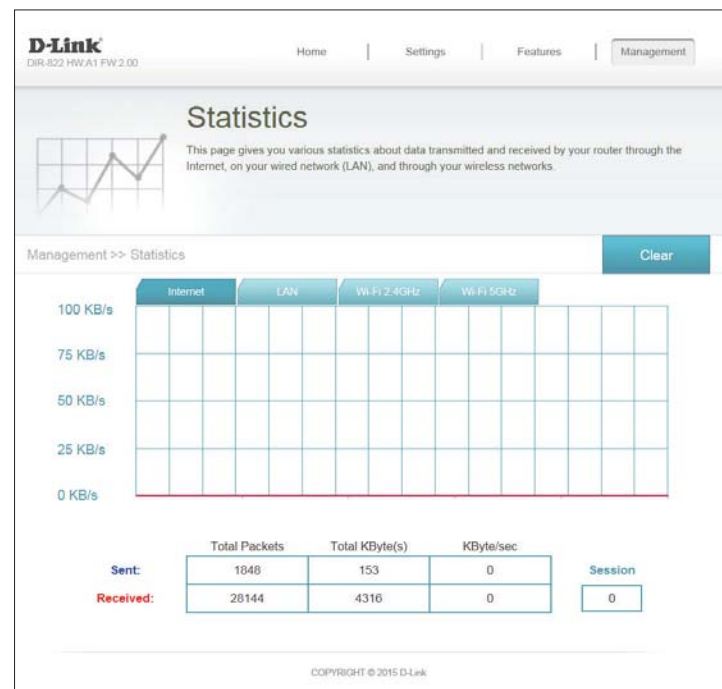 D-Link
DIR-822 HW:A1 FW:2.00
Home | Settings | Features | Management
Statistics
This page gives you various statistics about data transmitted and received by your router through the
Internet, on your wired network (LAN), and through your wireless networks.
Management >> Statistics
Clear
Internet LAN Wi-Fi 2.4GHz Wi-Fi 5GHz
100 KB/s
75 KB/s
50 KB/s
25 KB/s
0 KB/s
Total Packets Total KByte(s) KByte/sec
Sent: 1848 153 0 Session
Received: 28144 4316 0 0
COPYRIGHT © 2015 D-Link